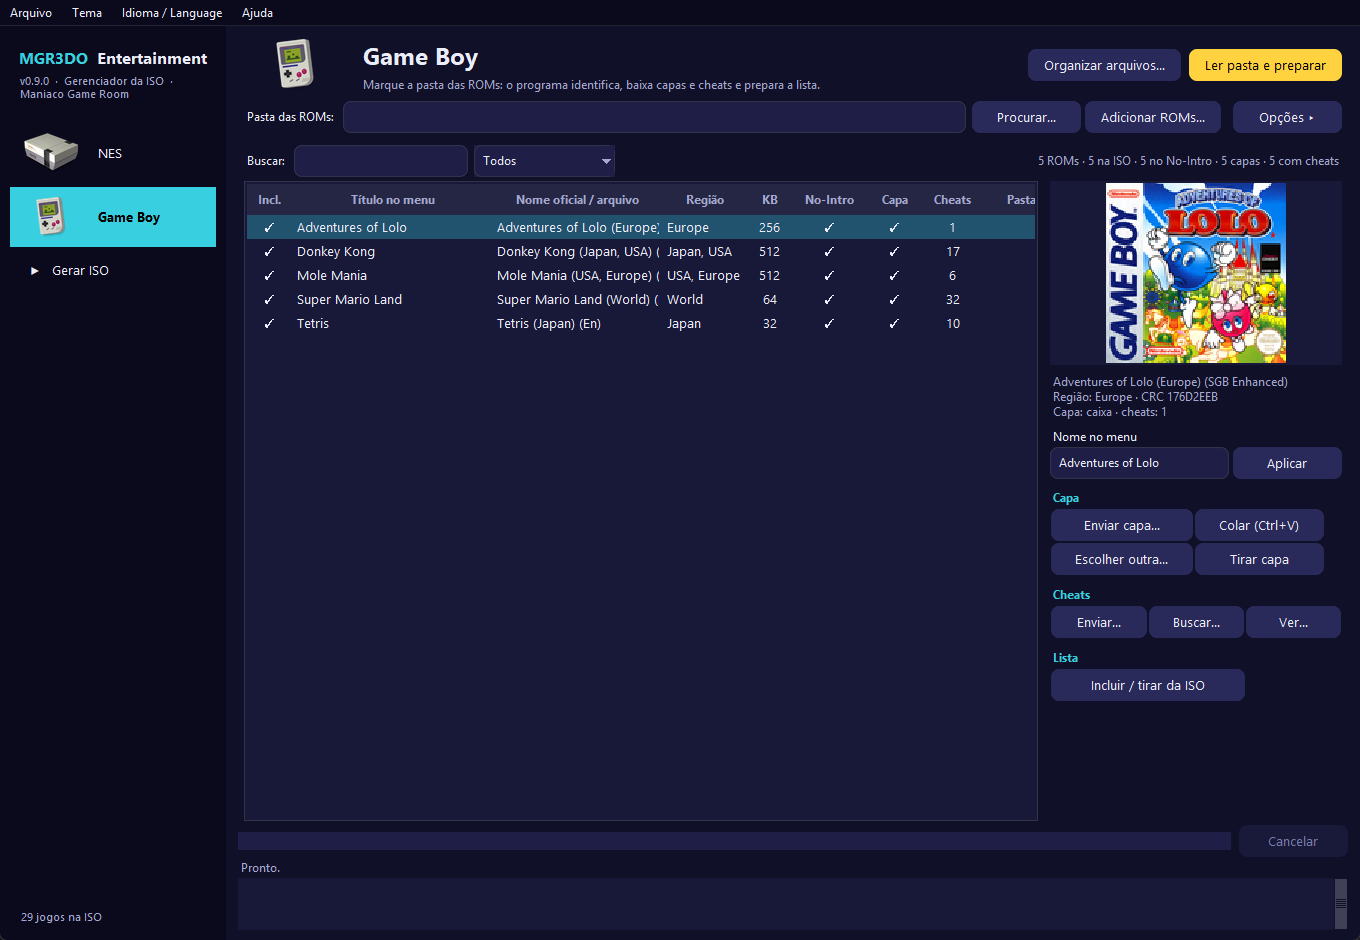 Arquivo Tema Idioma / Language Ajuda
MGR3DO Entertainment
v0.9.0 · Gerenciador da ISO ·
Maniaco Game Room
NES
Game Boy
Gerar ISO
29 jogos na ISO
Game Boy
Marque a pasta das ROMs: o programa identifica, baixa capas e cheats e prepara a lista.
Organizar arquivos... Ler pasta e preparar
Pasta das ROMs: Procurar... Adicionar ROMs... Opções
Buscar: Todos 5 ROMs · 5 na ISO · 5 no No-Intro · 5 capas · 5 com cheats
Incl. Título no menu Nome oficial / arquivo Região KB No-Intro Capa Cheats Pasta
✓ Adventures of Lolo Adventures of Lolo (Europe) Europe 256 ✓ ✓ 1
✓ Donkey Kong Donkey Kong (Japan, USA) ( Japan, USA 512 ✓ ✓ 17
✓ Mole Mania Mole Mania (USA, Europe) ( USA, Europe 512 ✓ ✓ 6
✓ Super Mario Land Super Mario Land (World) ( World 64 ✓ ✓ 32
✓ Tetris Tetris (Japan) (En) Japan 32 ✓ ✓ 10
Nintendo
GAME BOY
ADVENTURES OF
LOLO
Adventures of Lolo (Europe) (SGB Enhanced)
Região: Europe · CRC 176D2EEB
Capa: caixa · cheats: 1
Nome no menu
Adventures of Lolo Aplicar
Capa
Enviar capa... Colar (Ctrl+V)
Escolher outra... Tirar capa
Cheats
Enviar... Buscar... Ver...
Lista
Incluir / tirar da ISO
Cancelar
Pronto.